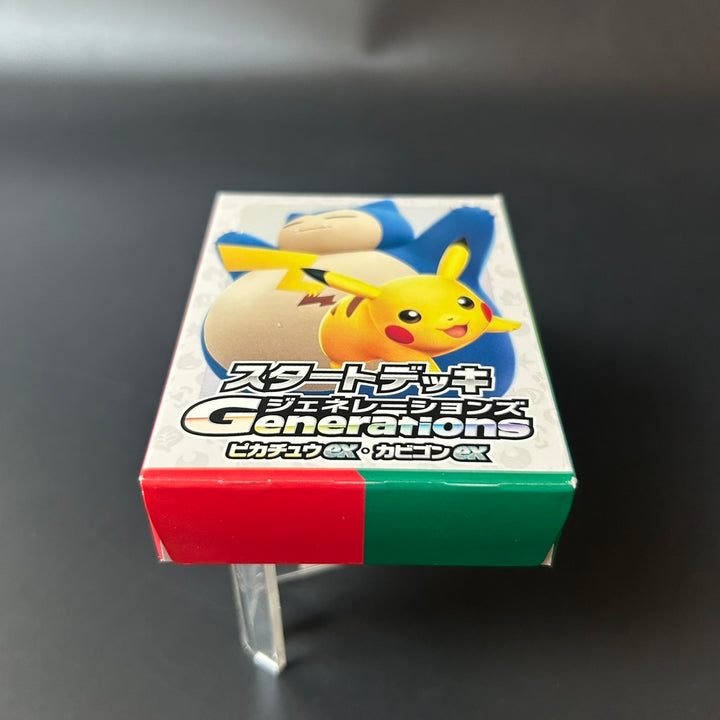 スタートデッキ
ジェネレーションズ
Generations
ピカチュウex・カビゴンex